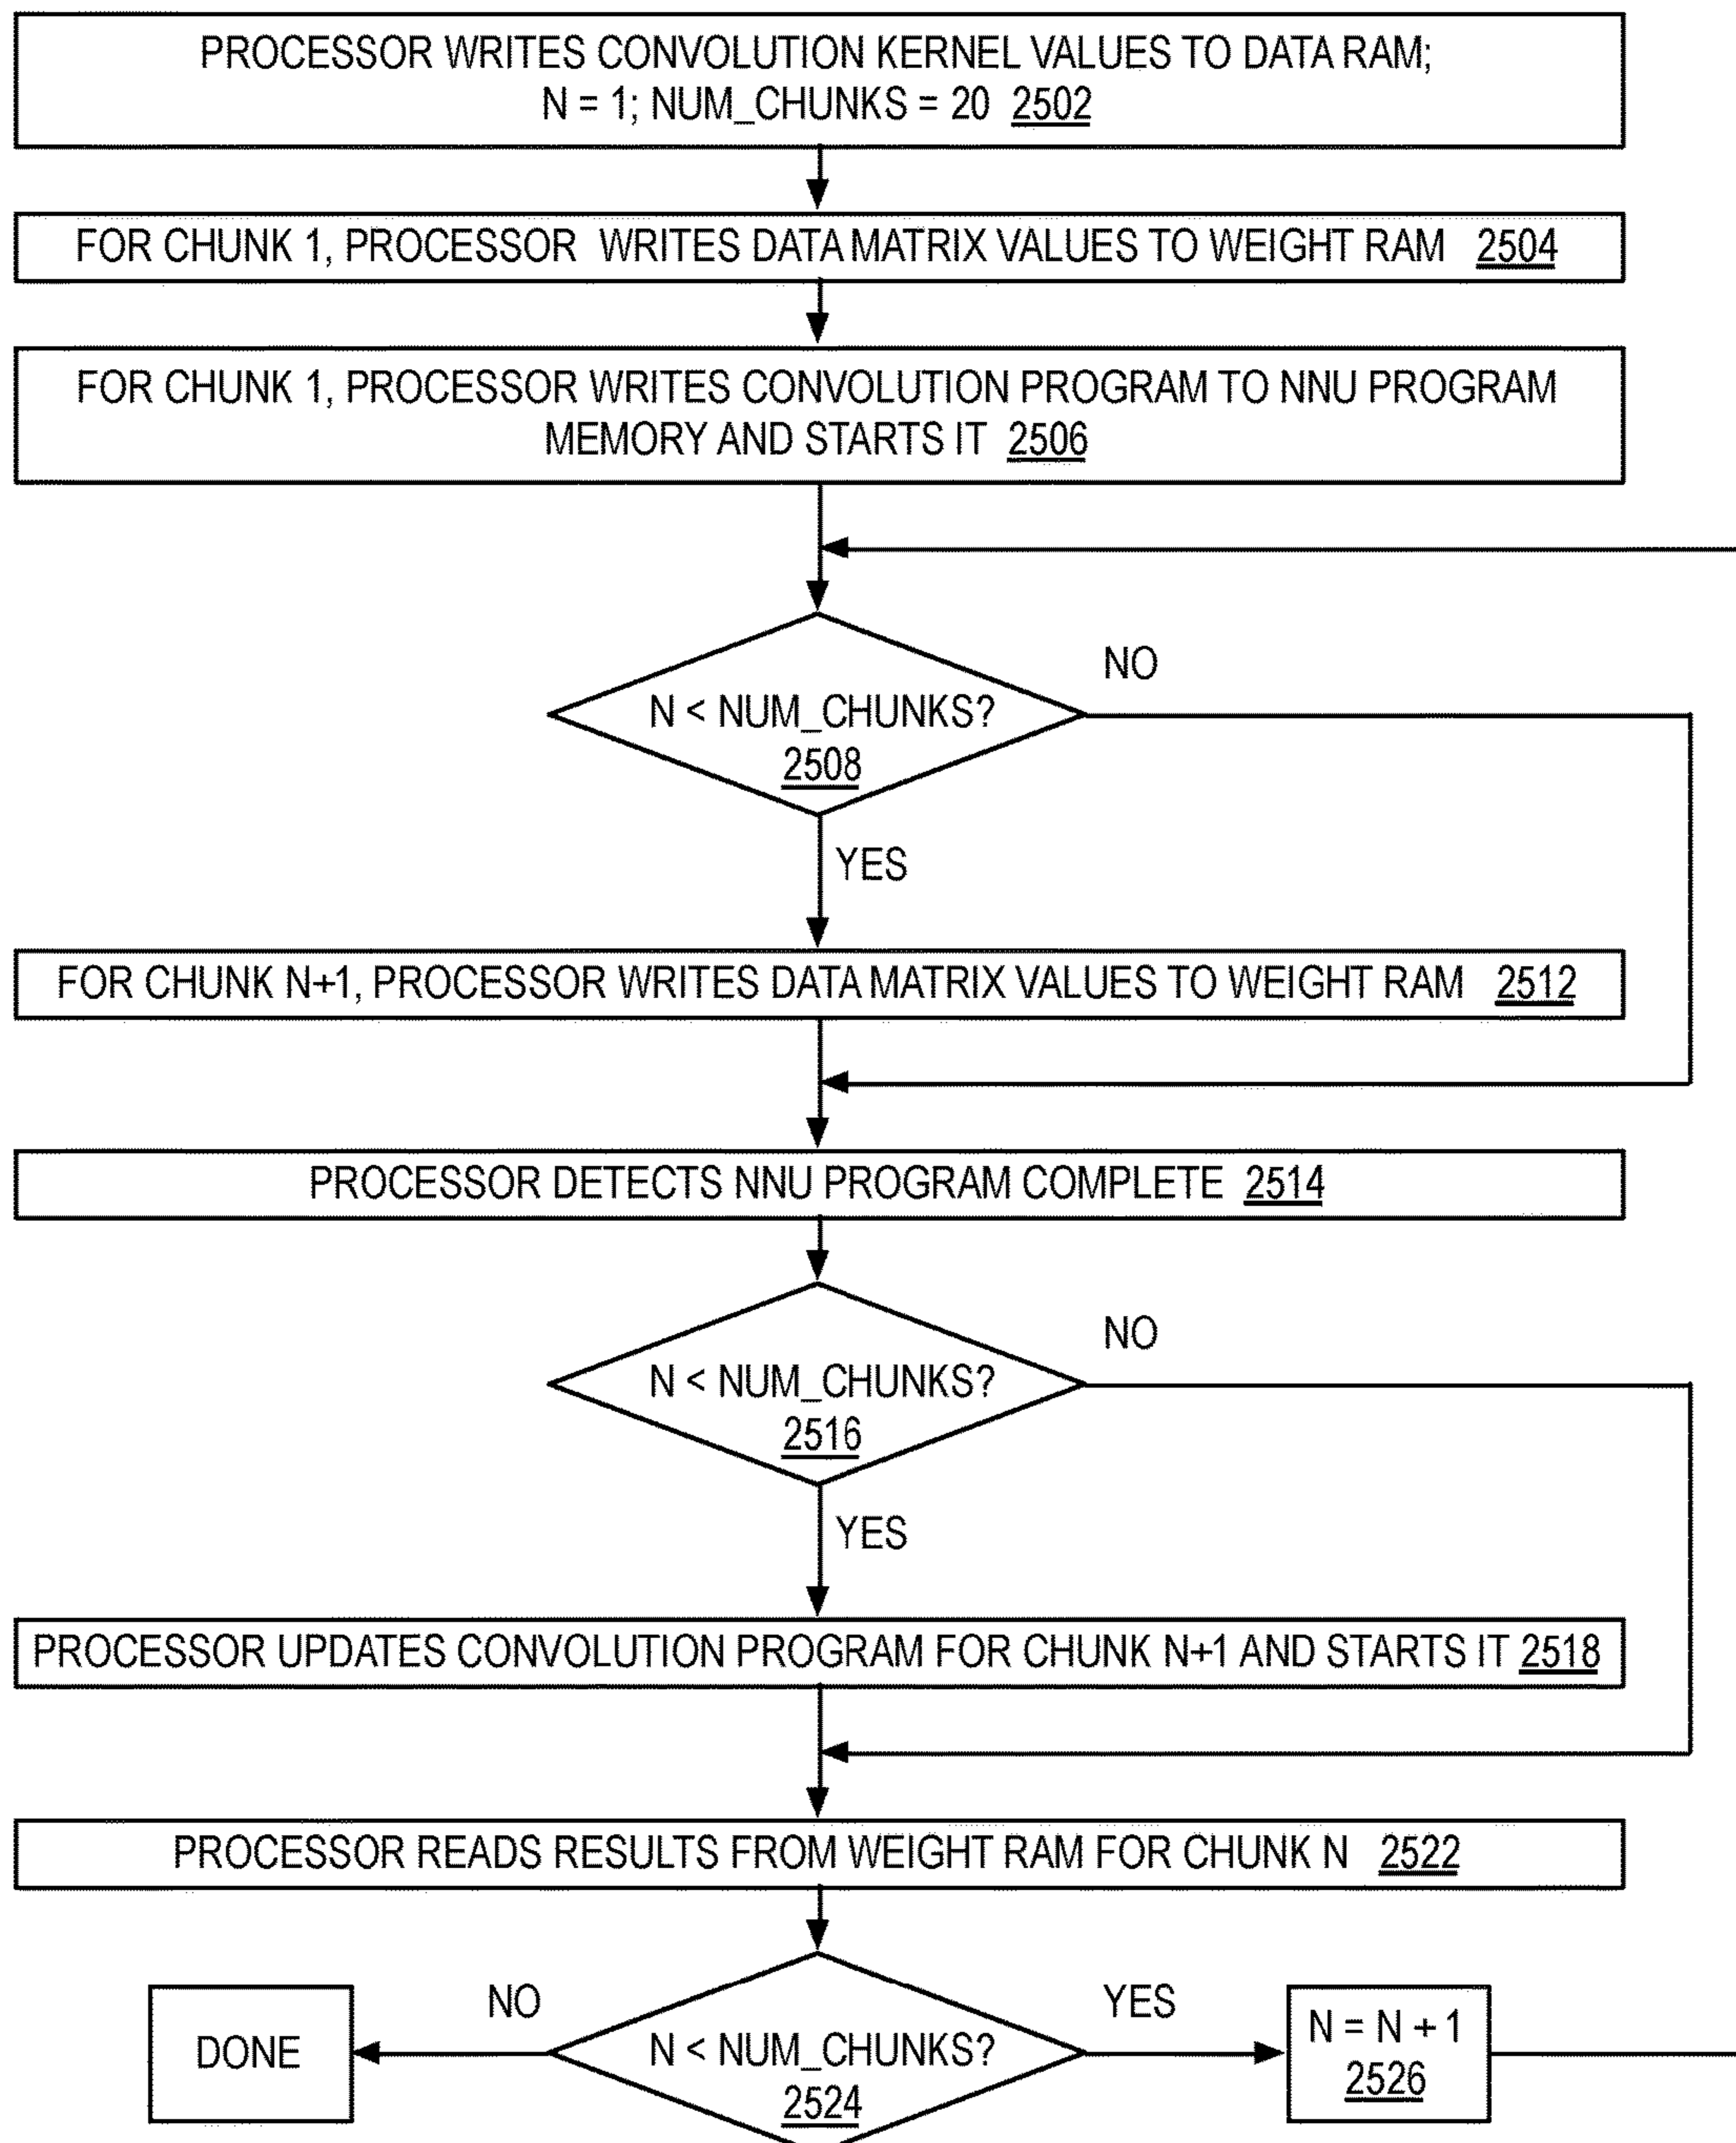 PROCESSOR WRITES CONVOLUTION KERNEL VALUES TO DATA RAM;
N = 1; NUM_CHUNKS = 20 2502
FOR CHUNK 1, PROCESSOR WRITES DATA MATRIX VALUES TO WEIGHT RAM 2504
FOR CHUNK 1, PROCESSOR WRITES CONVOLUTION PROGRAM TO NNU PROGRAM
MEMORY AND STARTS IT 2506
NO
N < NUM_CHUNKS?
2508
YES
FOR CHUNK N+1, PROCESSOR WRITES DATA MATRIX VALUES TO WEIGHT RAM 2512
PROCESSOR DETECTS NNU PROGRAM COMPLETE 2514
NO
N < NUM_CHUNKS?
2516
YES
PROCESSOR UPDATES CONVOLUTION PROGRAM FOR CHUNK N+1 AND STARTS IT 2518
PROCESSOR READS RESULTS FROM WEIGHT RAM FOR CHUNK N 2522
NO
YES
DONE
N < NUM_CHUNKS?
2524
N = N + 1
2526